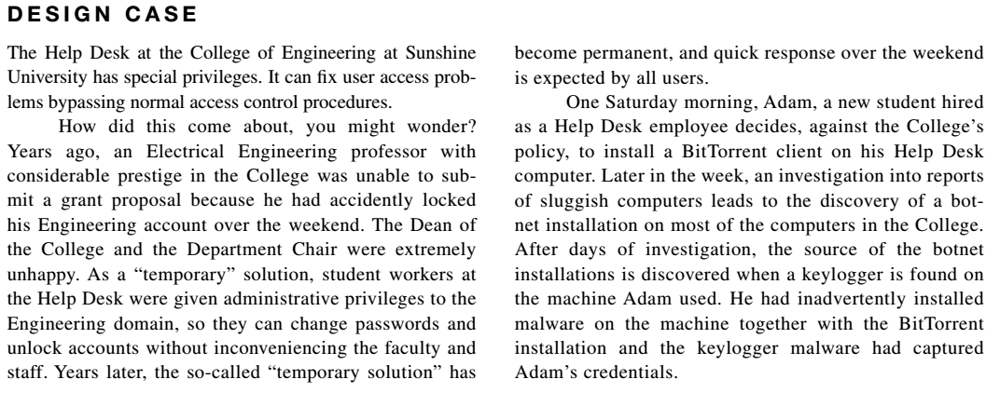 DESIGN CASE
The Help Desk at the College of Engineering at Sunshine
University has special privileges. It can fix user access prob-
lems bypassing normal access control procedures.
How did this come about, you might wonder?
Years ago, an Electrical Engineering professor with
considerable prestige in the College was unable to sub-
mit a grant proposal because he had accidently locked
his Engineering account over the weekend. The Dean of
the College and the Department Chair were extremely
unhappy. As a “temporary” solution, student workers at
the Help Desk were given administrative privileges to the
Engineering domain, so they can change passwords and
unlock accounts without inconveniencing the faculty and
staff. Years later, the so-called “temporary solution” has
become permanent, and quick response over the weekend
is expected by all users.
One Saturday morning, Adam, a new student hired
as a Help Desk employee decides, against the College’s
policy, to install a BitTorrent client on his Help Desk
computer. Later in the week, an investigation into reports
of sluggish computers leads to the discovery of a bot-
net installation on most of the computers in the College.
After days of investigation, the source of the botnet
installations is discovered when a keylogger is found on
the machine Adam used. He had inadvertently installed
malware on the machine together with the BitTorrent
installation and the keylogger malware had captured
Adam’s credentials.